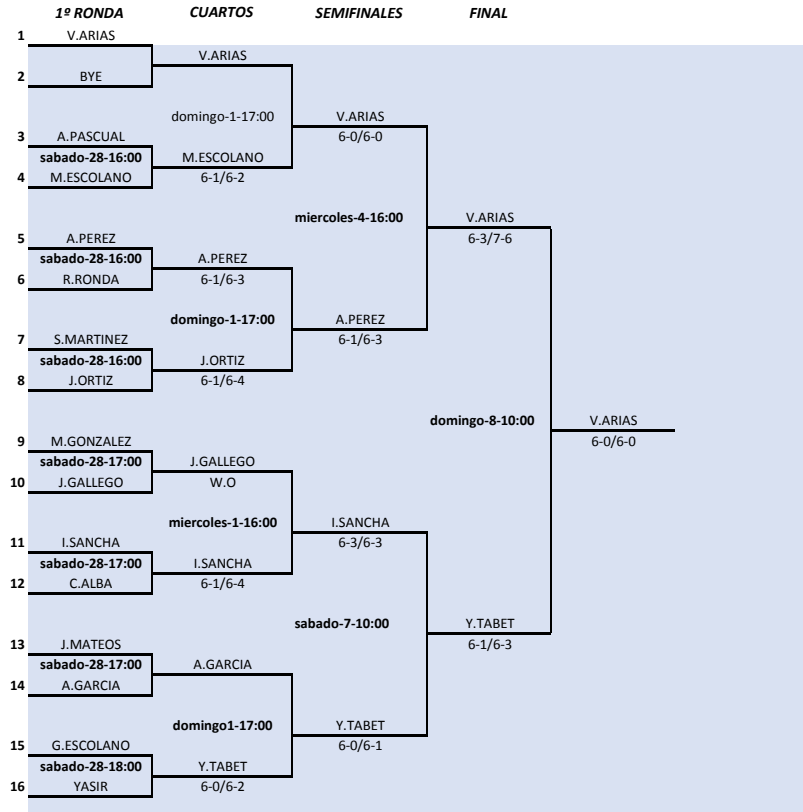 1º RONDA CUARTOS SEMIFINALES FINAL
1 V.ARIAS
V.ARIAS
2 BYE
domingo-1-17:00 V.ARIAS
3 A.PASCUAL 6-0/6-0
sabado-28-16:00 M.ESCOLANO
4 M.ESCOLANO 6-1/6-2
miercoles-4-16:00 V.ARIAS
5 A.PEREZ 6-3/7-6
sabado-28-16:00 A.PEREZ
6 R.RONDA 6-1/6-3
domingo-1-17:00 A.PEREZ
7 S.MARTINEZ 6-1/6-3
sabado-28-16:00 J.ORTIZ
8 J.ORTIZ 6-1/6-4
domingo-8-10:00 V.ARIAS
9 M.GONZALEZ 6-0/6-0
sabado-28-17:00 J.GALLEGO
10 J.GALLEGO W.O
miercoles-1-16:00 I.SANCHA
11 I.SANCHA 6-3/6-3
sabado-28-17:00 I.SANCHA
12 C.ALBA 6-1/6-4
sabado-7-10:00 Y.TABET
13 J.MATEOS 6-1/6-3
sabado-28-17:00 A.GARCIA
14 A.GARCIA
domingo1-17:00 Y.TABET
15 G.ESCOLANO 6-0/6-1
sabado-28-18:00 Y.TABET
16 YASIR 6-0/6-2